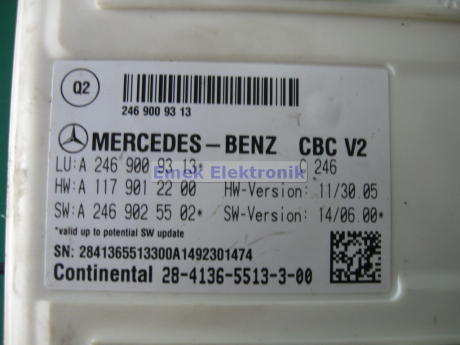 Q2
246 900 93 13
MERCEDES-BENZ CBC V2
LU:A 246 900 93 13* C 246
Emek Elektronik
HW:A 117 901 22 00 HW-Version: 11/30.05
SW:A 246 902 55 02* SW-Version: 14/06.00*
*valid up to potential SW update
SN: 2841365513300A1492301474
Continental 28-4136-5513-3-00